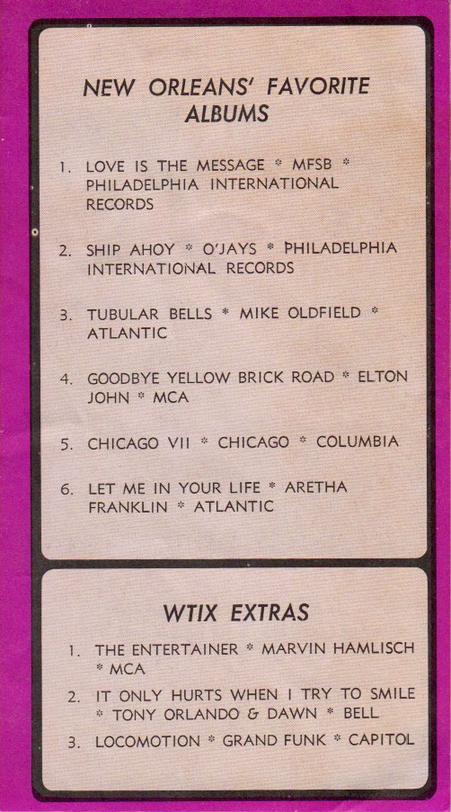 NEW ORLEANS' FAVORITE
ALBUMS
1. LOVE IS THE MESSAGE * MFSB *
PHILADELPHIA INTERNATIONAL
RECORDS
2. SHIP AHOY * O'JAYS * PHILADELPHIA
INTERNATIONAL RECORDS
3. TUBULAR BELLS * MIKE OLDFIELD *
ATLANTIC
4. GOODBYE YELLOW BRICK ROAD * ELTON
JOHN * MCA
5. CHICAGO VII * CHICAGO * COLUMBIA
6. LET ME IN YOUR LIFE * ARETHA
FRANKLIN * ATLANTIC
WTIX EXTRAS
1. THE ENTERTAINER * MARVIN HAMLISCH
* MCA
2. IT ONLY HURTS WHEN I TRY TO SMILE
* TONY ORLANDO & DAWN * BELL
3. LOCOMOTION * GRAND FUNK * CAPITOL